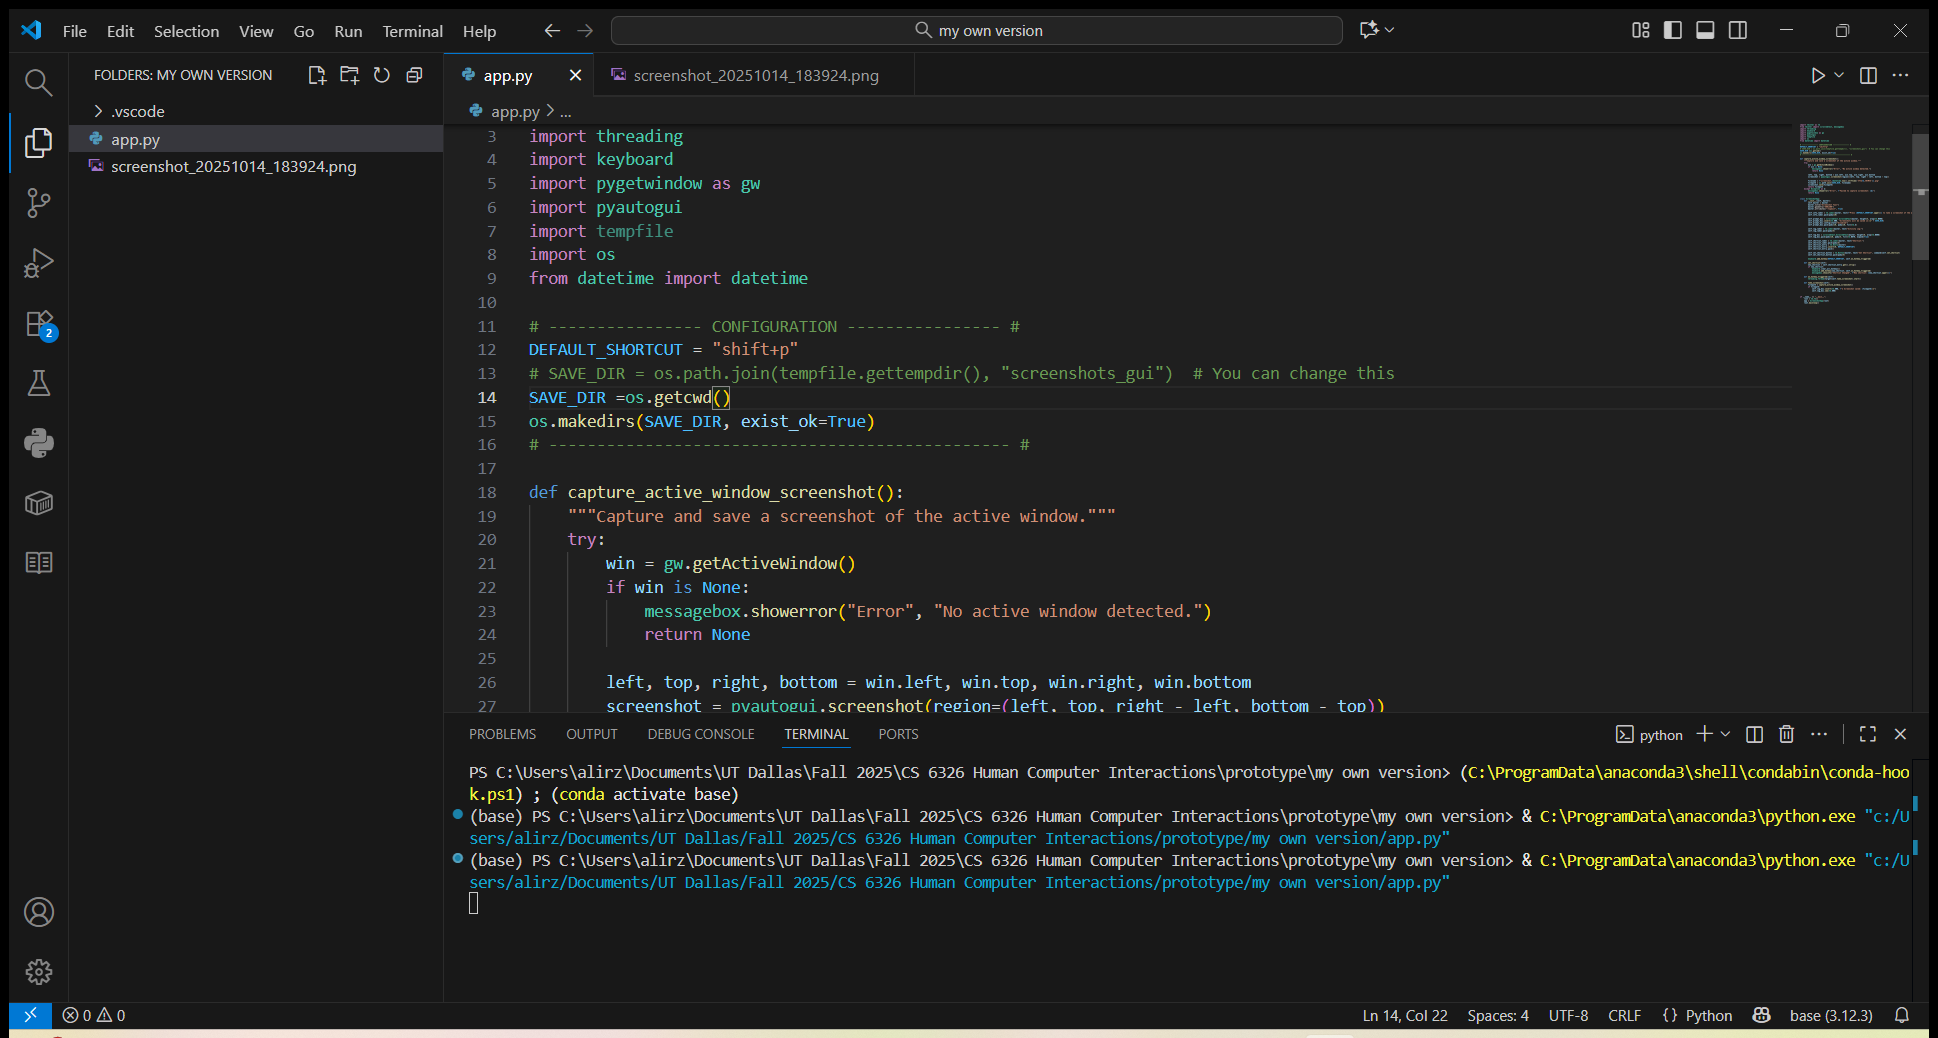 File Edit Selection View Go Run Terminal Help
my own version
FOLDERS: MY OWN VERSION
.vscode
app.py
screenshot_20251014_183924.png
2
app.py
screenshot_20251014_183924.png
app.py > ...
3 import threading
4 import keyboard
5 import pygetwindow as gw
6 import pyautogui
7 import tempfile
8 import os
9 from datetime import datetime
10
11 # ---------------- CONFIGURATION ---------------- #
12 DEFAULT_SHORTCUT = "shift+p"
13 # SAVE_DIR = os.path.join(tempfile.gettempdir(), "screenshots_gui")  # You can change this
14 SAVE_DIR =os.getcwd()
15 os.makedirs(SAVE_DIR, exist_ok=True)
16 # ------------------------------------------------ #
17
18 def capture_active_window_screenshot():
19     """Capture and save a screenshot of the active window."""
20     try:
21         win = gw.getActiveWindow()
22         if win is None:
23             messagebox.showerror("Error", "No active window detected.")
24             return None
25
26         left, top, right, bottom = win.left, win.top, win.right, win.bottom
27         screenshot = pyautogui.screenshot(region=(left, top, right - left, bottom - top))
PROBLEMS OUTPUT DEBUG CONSOLE TERMINAL PORTS
python
PS C:\Users\alirz\Documents\UT Dallas\Fall 2025\CS 6326 Human Computer Interactions\prototype\my own version> (C:\ProgramData\anaconda3\shell\condabin\conda-hoo
k.ps1) ; (conda activate base)
(base) PS C:\Users\alirz\Documents\UT Dallas\Fall 2025\CS 6326 Human Computer Interactions\prototype\my own version> & C:\ProgramData\anaconda3\python.exe "c:/U
sers/alirz/Documents/UT Dallas/Fall 2025/CS 6326 Human Computer Interactions/prototype/my own version/app.py"
(base) PS C:\Users\alirz\Documents\UT Dallas\Fall 2025\CS 6326 Human Computer Interactions\prototype\my own version> & C:\ProgramData\anaconda3\python.exe "c:/U
sers/alirz/Documents/UT Dallas/Fall 2025/CS 6326 Human Computer Interactions/prototype/my own version/app.py"
0 0
Ln 14, Col 22 Spaces: 4 UTF-8 CRLF {} Python base (3.12.3)